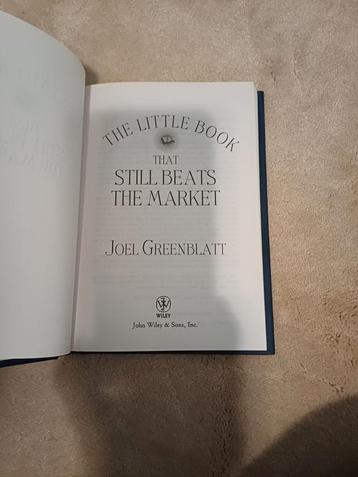 THE LITTLE BOOK
THAT
STILL BEATS
THE MARKET
JOEL GREENBLATT
WILEY
John Wiley & Sons, Inc.